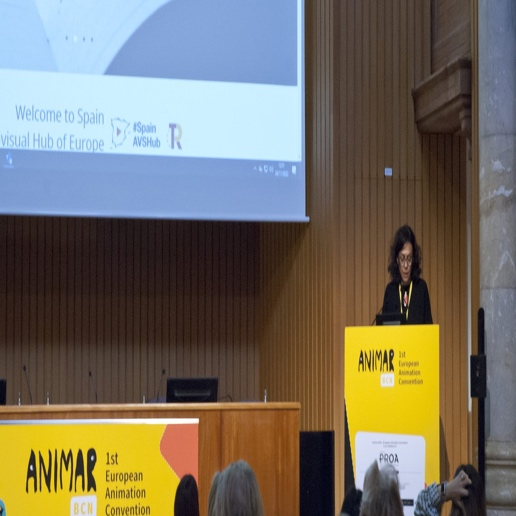 Welcome to Spain
visual Hub of Europe
#Spain
AVSHub
TR
ANIMAR
BCN
1st
European
Animation
Convention
PROA
ANIMAR
BCN
1st
European
Animation
Convention